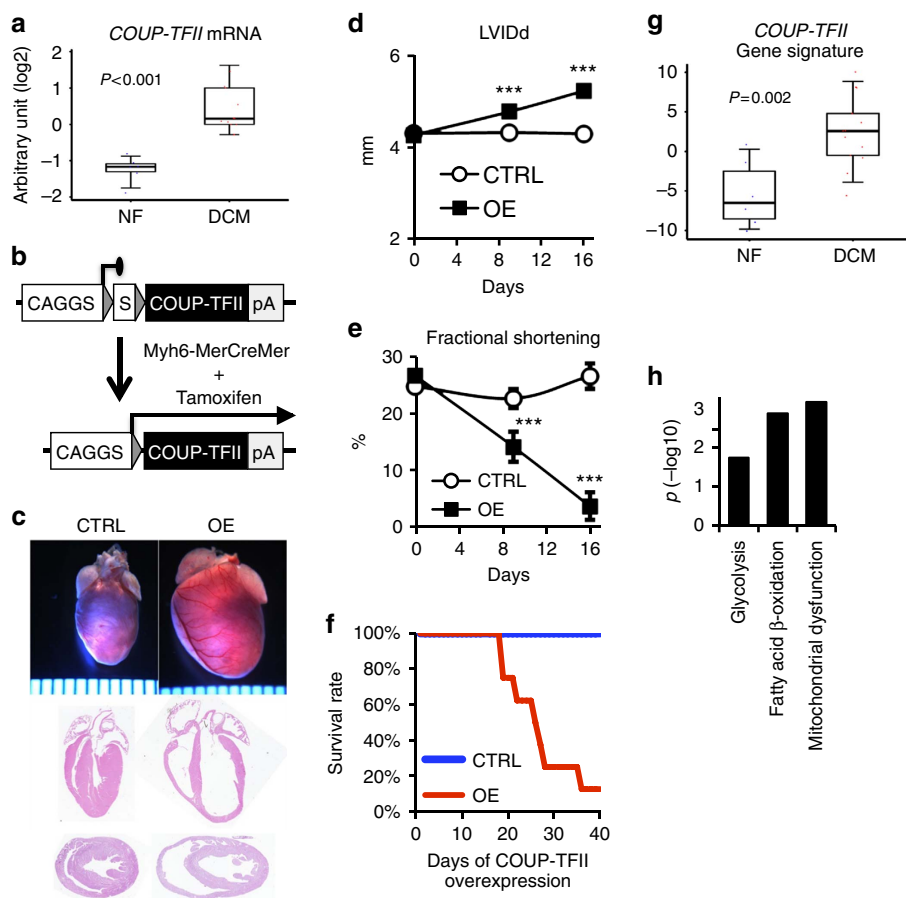 a
COUP-TFII mRNA
Arbitrary unit (log2)
2
1
0
−1
−2
P<0.001
NF DCM
b
CAGGS S COUP-TFII pA
Myh6-MerCreMer
+
Tamoxifen
CAGGS COUP-TFII pA
c
CTRL OE
d
LVIDd
mm
6
4
2
*** ***
CTRL
OE
0 4 8 12 16
Days
e
Fractional shortening
%
30
20
10
0
***
***
CTRL
OE
0 4 8 12 16
Days
f
Survival rate
100%
80%
60%
40%
20%
0%
CTRL
OE
0 10 20 30 40
Days of COUP-TFII
overexpression
g
COUP-TFII
Gene signature
10
5
0
−5
−10
P=0.002
NF DCM
h
p (−log10)
3
2
1
0
Glycolysis
Fatty acid β-oxidation
Mitochondrial dysfunction